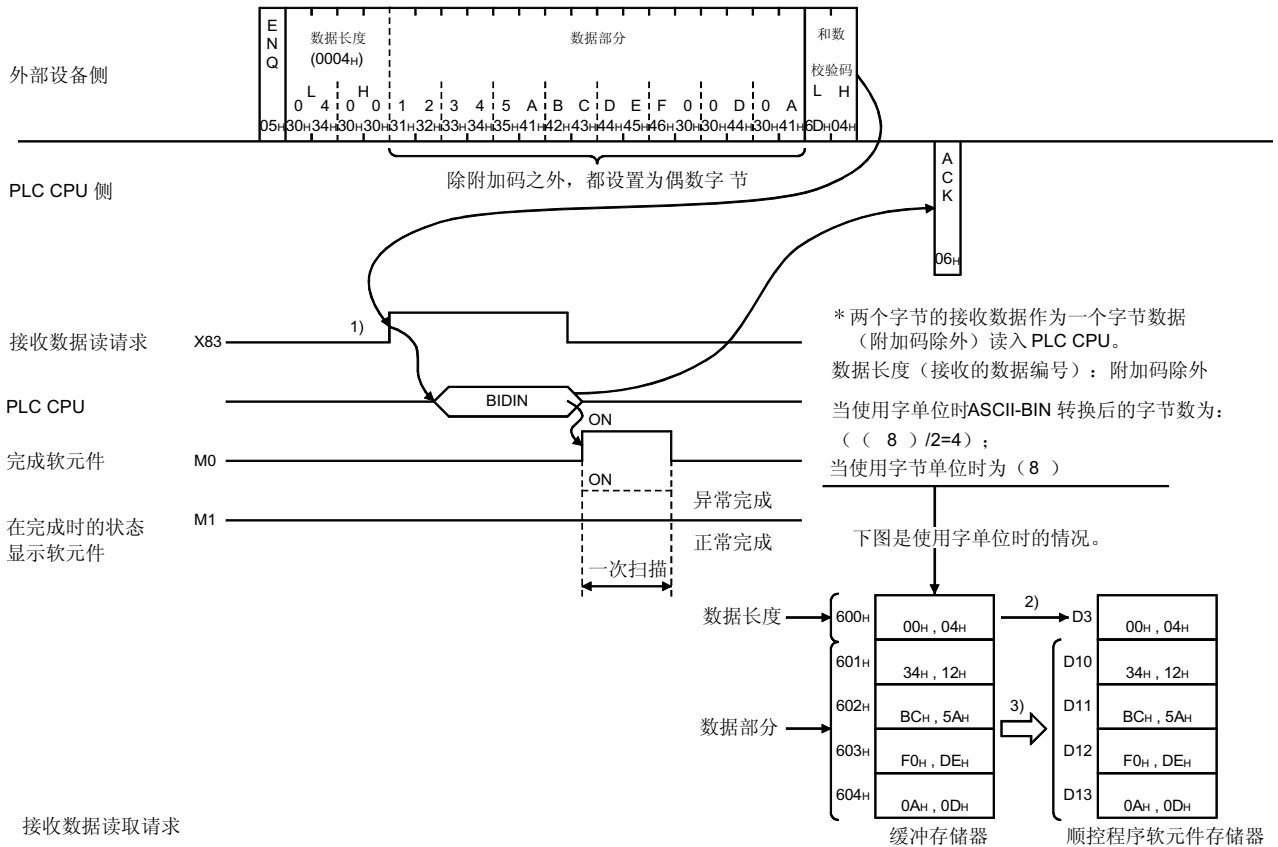 外部设备侧
E
N
Q
数据长度
(0004H)
数据部分
和数
校验码
L H L H
0 4 0 0 1 2 3 4 5 A B C D E F 0 0 D 0 A
05H 30H 34H 30H 30H 31H 32H 33H 34H 35H 41H 42H 43H 44H 45H 46H 30H 30H 44H 30H 41H 6DH 04H
除附加码之外，都设置为偶数字 节
PLC CPU 侧
A
C
K
06H
接收数据读请求 X83
1)
PLC CPU
BIDIN
ON
完成软元件 M0
ON
异常完成
在完成时的状态
显示软元件
M1
正常完成
一次扫描
*两个字节的接收数据作为一个字节数据
（附加码除外）读入 PLC CPU。
数据长度（接收的数据编号）：附加码除外
当使用字单位时ASCII-BIN 转换后的字节数为：
（（ 8 ）/2=4）；
当使用字节单位时为（8 ）
下图是使用字单位时的情况。
数据长度 600H 00H , 04H 2) D3 00H , 04H
601H 34H , 12H D10 34H , 12H
数据部分 602H BCH , 5AH 3) D11 BCH , 5AH
603H F0H , DEH D12 F0H , DEH
604H 0AH , 0DH D13 0AH , 0DH
缓冲存储器 顺控程序软元件存储器
接收数据读取请求